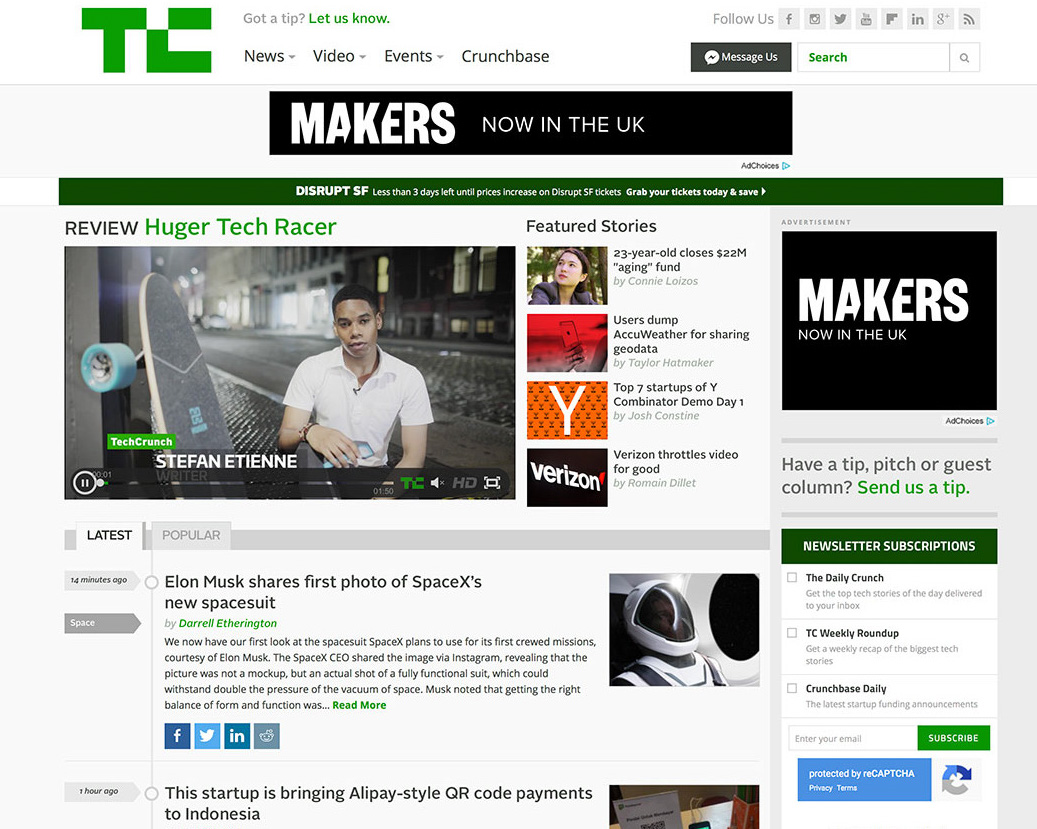 TC
Got a tip? Let us know.
Follow Us
News Video Events Crunchbase
Message Us
Search
MAKERS NOW IN THE UK
AdChoices
DISRUPT SF Less than 3 days left until prices increase on Disrupt SF tickets Grab your tickets today & save
REVIEW Huger Tech Racer
TechCrunch
STEFAN ETIENNE
WRITER
00:01
01:50
TC
HD
Featured Stories
23-year-old closes $22M
"aging" fund
by Connie Loizos
Users dump
AccuWeather for sharing
geodata
by Taylor Hatmaker
Top 7 startups of Y
Combinator Demo Day 1
by Josh Constine
Y
Verizon throttles video
for good
by Romain Dillet
verizon
ADVERTISEMENT
MAKERS
NOW IN THE UK
AdChoices
Have a tip, pitch or guest
column? Send us a tip.
NEWSLETTER SUBSCRIPTIONS
The Daily Crunch
Get the top tech stories of the day delivered
to your inbox
TC Weekly Roundup
Get a weekly recap of the biggest tech
stories
Crunchbase Daily
The latest startup funding announcements
Enter your email
SUBSCRIBE
protected by reCAPTCHA
Privacy Terms
LATEST POPULAR
14 minutes ago
Space
Elon Musk shares first photo of SpaceX's
new spacesuit
by Darrell Etherington
We now have our first look at the spacesuit SpaceX plans to use for its first crewed missions,
courtesy of Elon Musk. The SpaceX CEO shared the image via Instagram, revealing that the
picture was not a mockup, but an actual shot of a fully functional suit, which could
withstand double the pressure of the vacuum of space. Musk noted that getting the right
balance of form and function was... Read More
1 hour ago
This startup is bringing Alipay-style QR code payments
to Indonesia